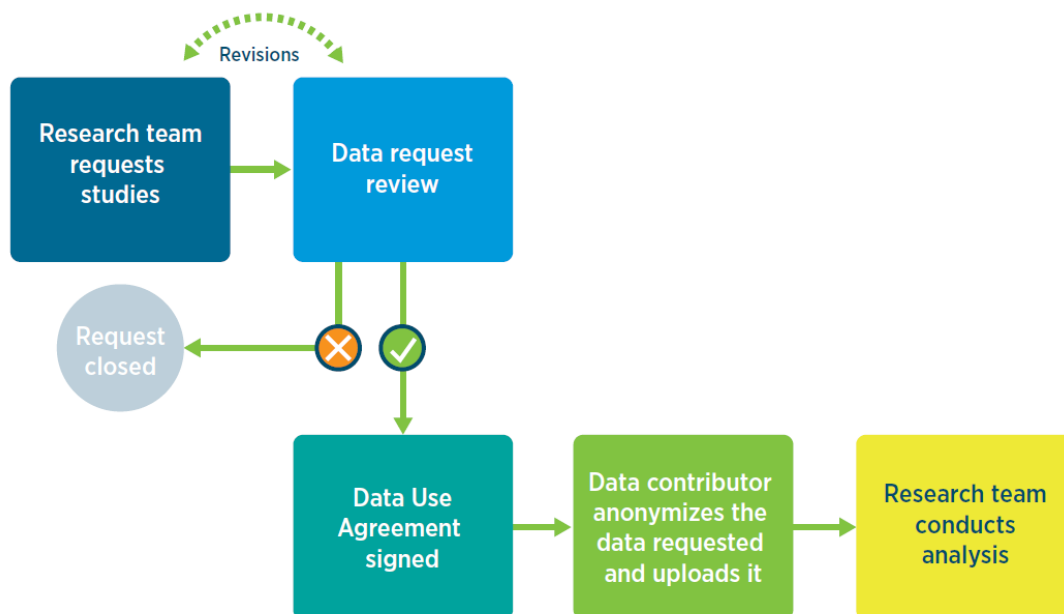 Revisions
Research team
requests
studies
Data request
review
Request
closed
Data Use
Agreement
signed
Data contributor
anonymizes the
data requested
and uploads it
Research team
conducts
analysis